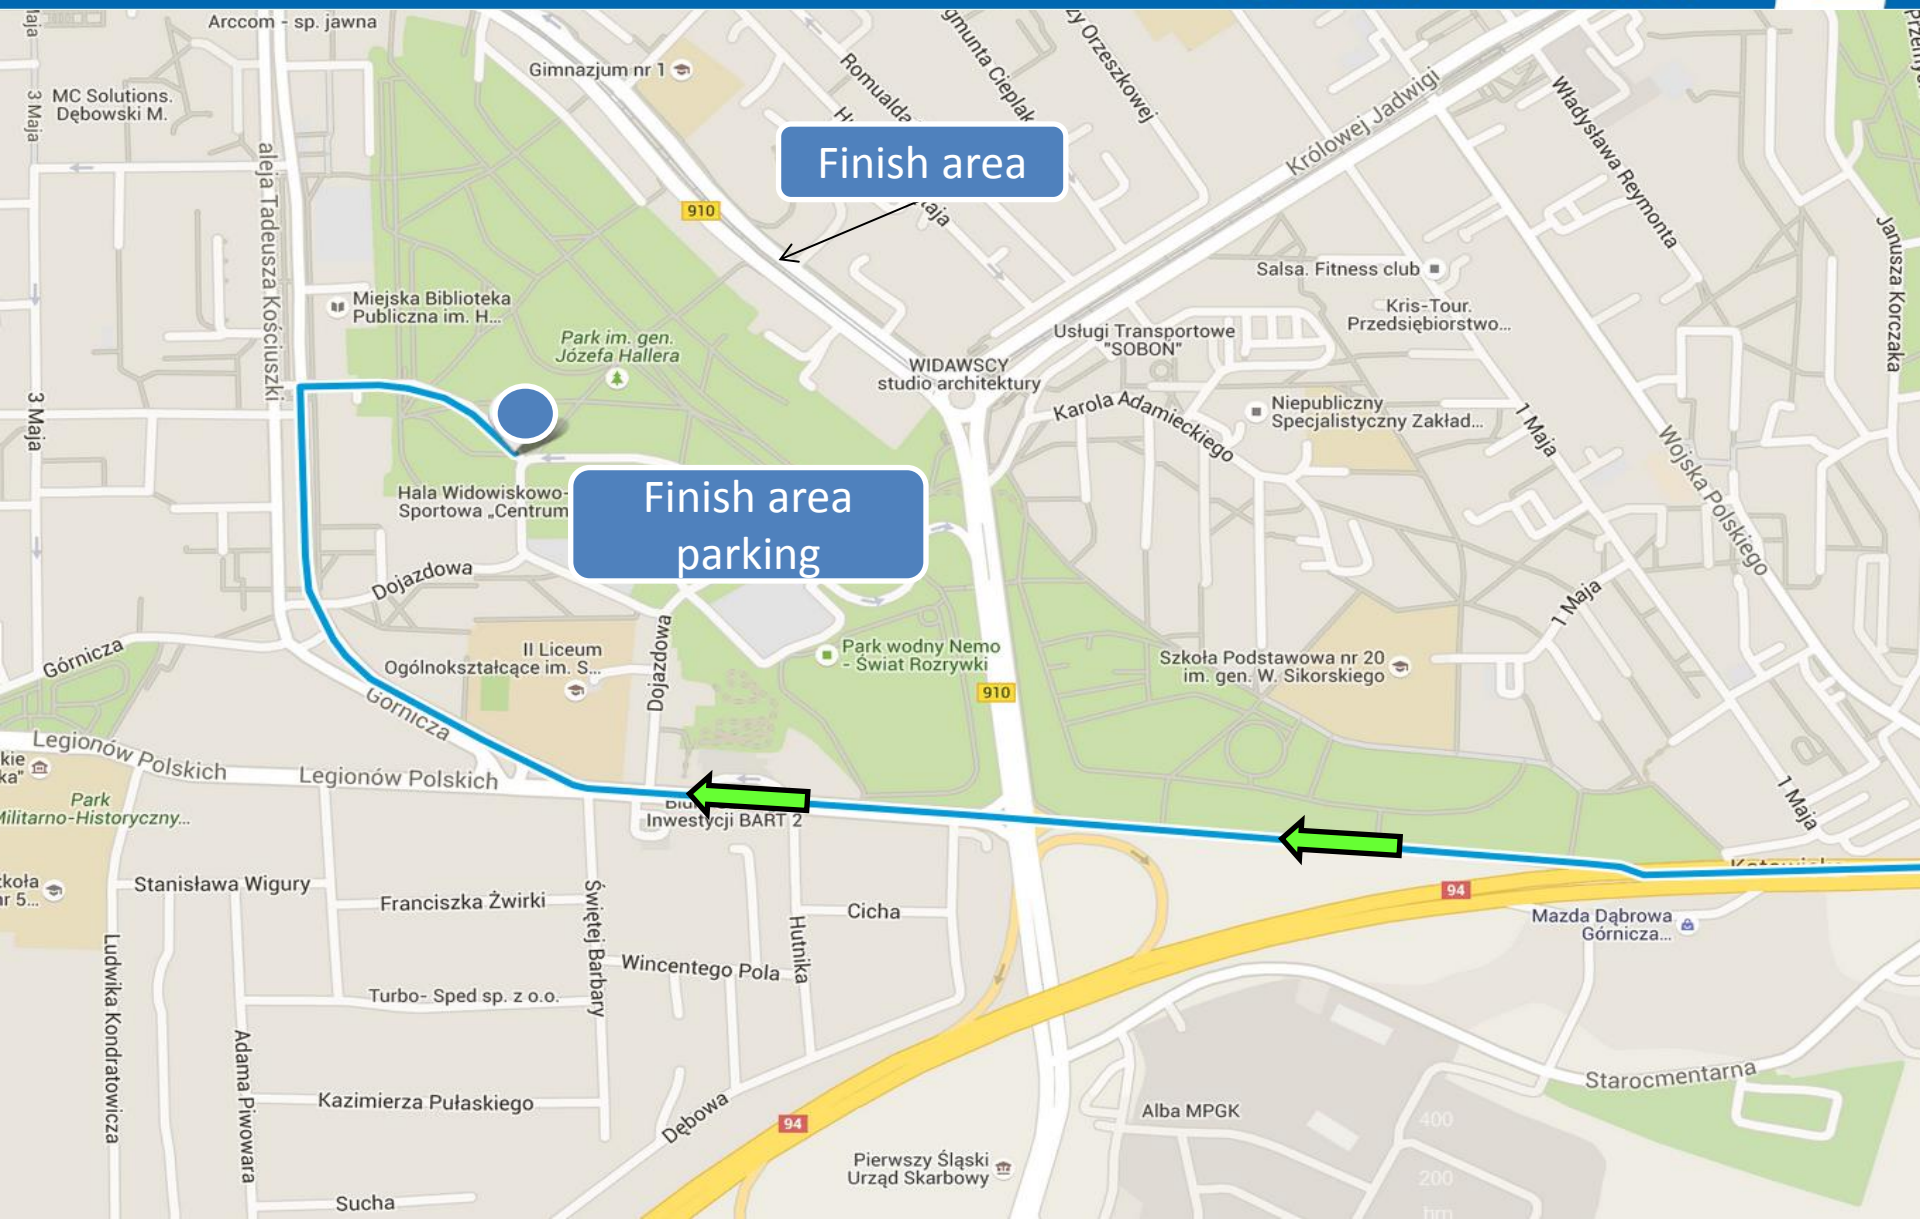 Arccom - sp. jawna
MC Solutions.
Dębowski M.
3 Maja
aleja Tadeusza Kościuszki
Gimnazjum nr 1
Romualda
Finish area
910
Królowej Jadwigi
Władysława Reymonta
Janusza Korczaka
Miejska Biblioteka
Publiczna im. H...
Park im. gen.
Józefa Hallera
Salsa. Fitness club
Kris-Tour.
Przedsiębiorstwo...
Usługi Transportowe
"SOBON"
WIDAWSCY
studio architektury
Karola Adamieckiego
Niepubliczny
Specjalistyczny Zakład...
3 Maja
1 Maja
Wojska Polskiego
Hala Widowiskowo-
Sportowa „Centrum
Finish area
parking
Dojazdowa
1 Maja
Górnicza
II Liceum
Ogólnokształcące im. S...
Dojazdowa
Park wodny Nemo
- Świat Rozrywki
Szkoła Podstawowa nr 20
im. gen. W. Sikorskiego
910
Górnicza
Legionów Polskich
Legionów Polskich
Park
Militarno-Historyczny...
1 Maja
Inwestycji BART 2
Stanisława Wigury
Franciszka Żwirki
Świętej Barbary
Hutnika
Cicha
94
Mazda Dąbrowa
Górnicza...
nr 5...
Ludwika Kondratowicza
Wincentego Pola
Turbo- Sped sp. z o.o.
Adama Piwowara
Kazimierza Pułaskiego
Dębowa
94
Starocmentarna
Alba MPGK
400
Pierwszy Śląski
Urząd Skarbowy
200
hm
Sucha